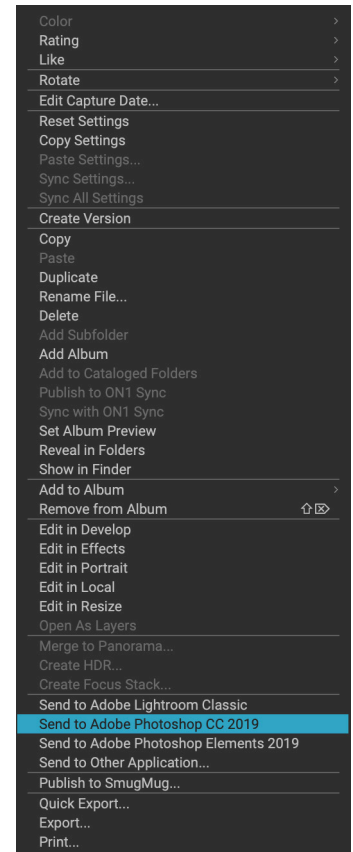 Color
Rating
Like
Rotate
Edit Capture Date...
Reset Settings
Copy Settings
Paste Settings...
Sync Settings...
Sync All Settings
Create Version
Copy
Paste
Duplicate
Rename File...
Delete
Add Subfolder
Add Album
Add to Cataloged Folders
Publish to ON1 Sync
Sync with ON1 Sync
Set Album Preview
Reveal in Folders
Show in Finder
Add to Album
Remove from Album ⇧⌦
Edit in Develop
Edit in Effects
Edit in Portrait
Edit in Local
Edit in Resize
Open As Layers
Merge to Panorama...
Create HDR...
Create Focus Stack...
Send to Adobe Lightroom Classic
Send to Adobe Photoshop CC 2019
Send to Adobe Photoshop Elements 2019
Send to Other Application...
Publish to SmugMug...
Quick Export...
Export...
Print...